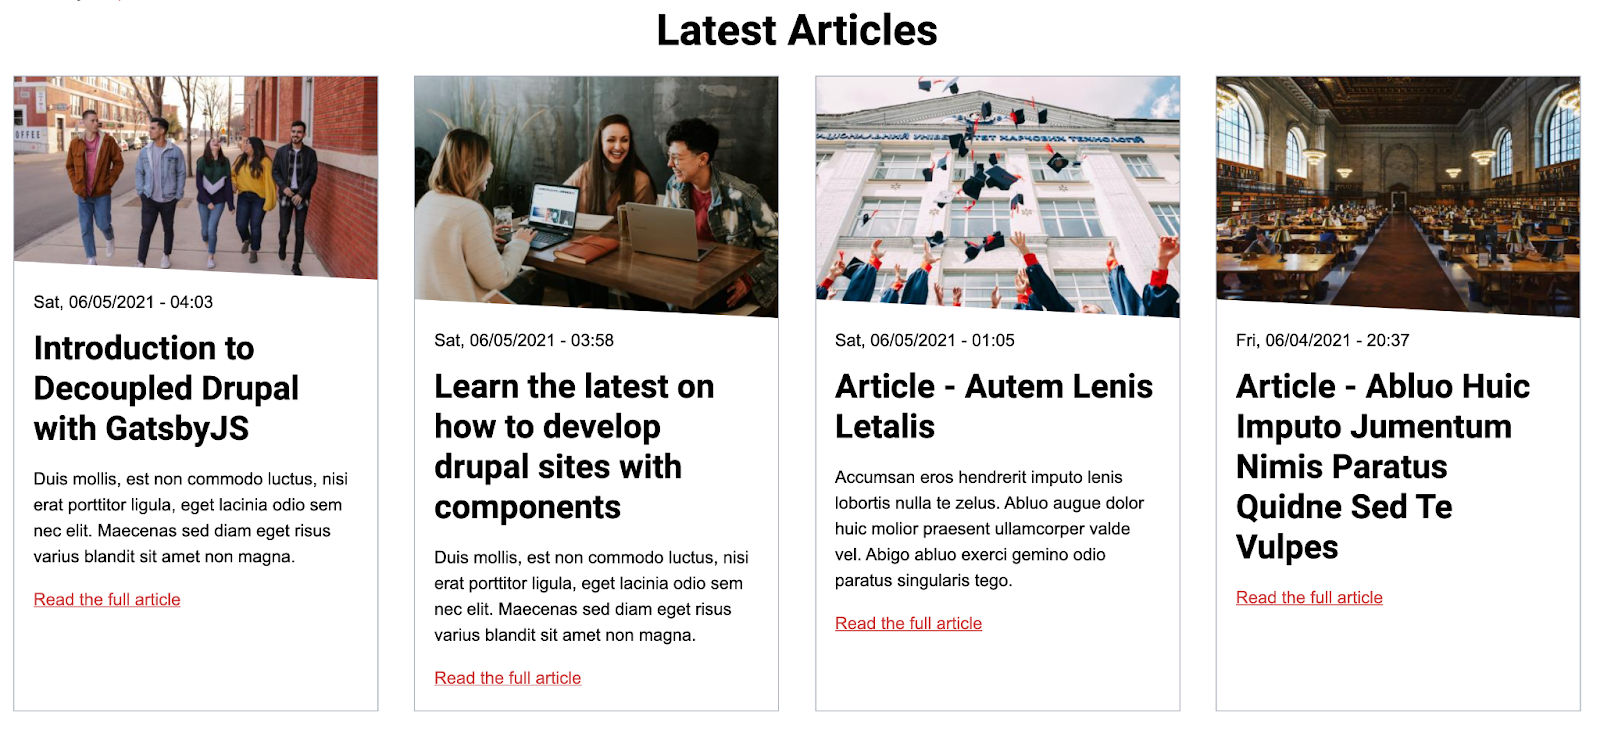 Latest Articles
OFFEE
Sat, 06/05/2021 - 04:03
Introduction to
Decoupled Drupal
with GatsbyJS
Duis mollis, est non commodo luctus, nisi
erat porttitor ligula, eget lacinia odio sem
nec elit. Maecenas sed diam eget risus
varius blandit sit amet non magna.
Read the full article
Sat, 06/05/2021 - 03:58
Learn the latest on
how to develop
drupal sites with
components
Duis mollis, est non commodo luctus, nisi
erat porttitor ligula, eget lacinia odio sem
nec elit. Maecenas sed diam eget risus
varius blandit sit amet non magna.
Read the full article
УНІВЕРСИТЕТ ХАРЧОВИХ ТЕХНОЛОГІЙ
Sat, 06/05/2021 - 01:05
Article - Autem Lenis
Letalis
Accumsan eros hendrerit imputo lenis
lobortis nulla te zelus. Abluo augue dolor
huic molior praesent ullamcorper valde
vel. Abigo abluo exerci gemino odio
paratus singularis tego.
Read the full article
Fri, 06/04/2021 - 20:37
Article - Abluo Huic
Imputo Jumentum
Nimis Paratus
Quidne Sed Te
Vulpes
Read the full article